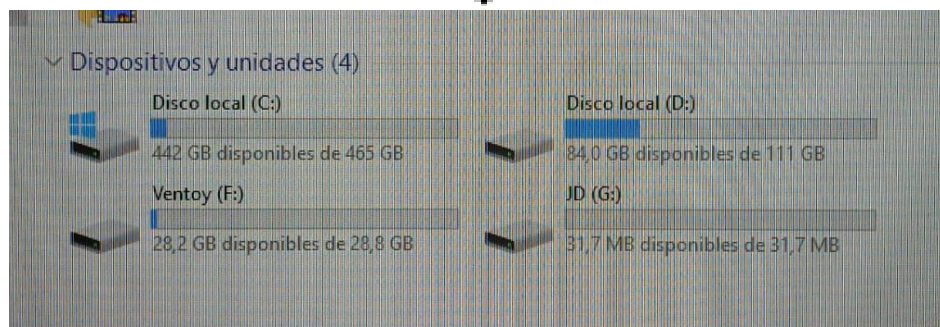 Dispositivos y unidades (4)
Disco local (C:)
442 GB disponibles de 465 GB
Disco local (D:)
84,0 GB disponibles de 111 GB
Ventoy (F:)
28,2 GB disponibles de 28,8 GB
JD (G:)
31,7 MB disponibles de 31,7 MB